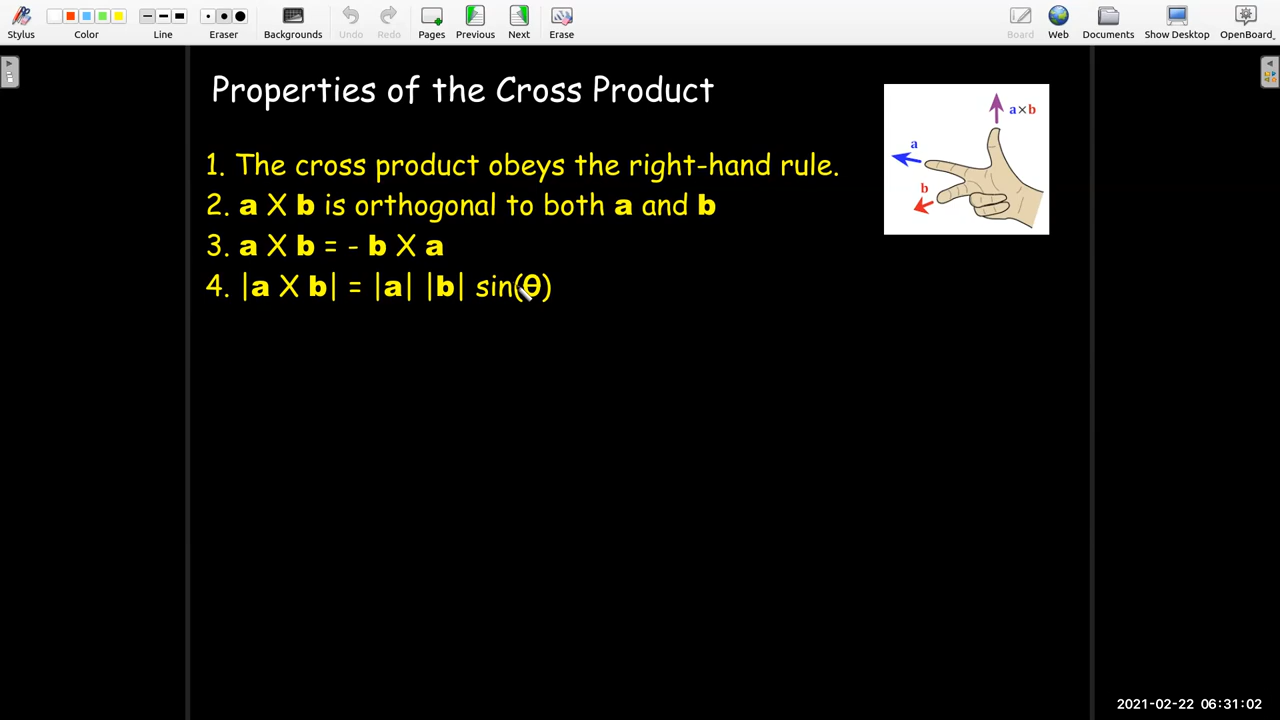 Stylus Color Line Eraser Backgrounds Undo Redo Pages Previous Next Erase Board Web Documents Show Desktop OpenBoard
Properties of the Cross Product
a×b
a
b
1. The cross product obeys the right-hand rule.
2. a X b is orthogonal to both a and b
3. a X b = - b X a
4. |a X b| = |a| |b| sin(θ)
2021-02-22 06:31:02